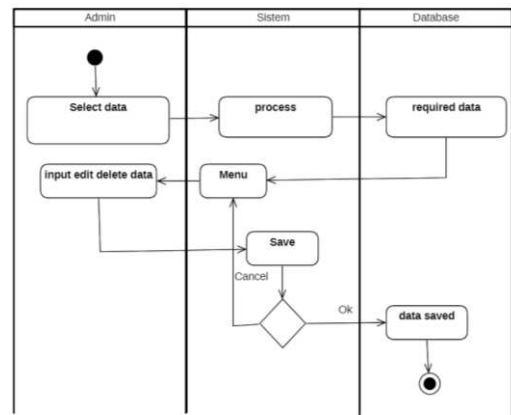 Admin
Sistem
Database
Select data
process
required data
input edit delete data
Menu
Save
Cancel
Ok
data saved